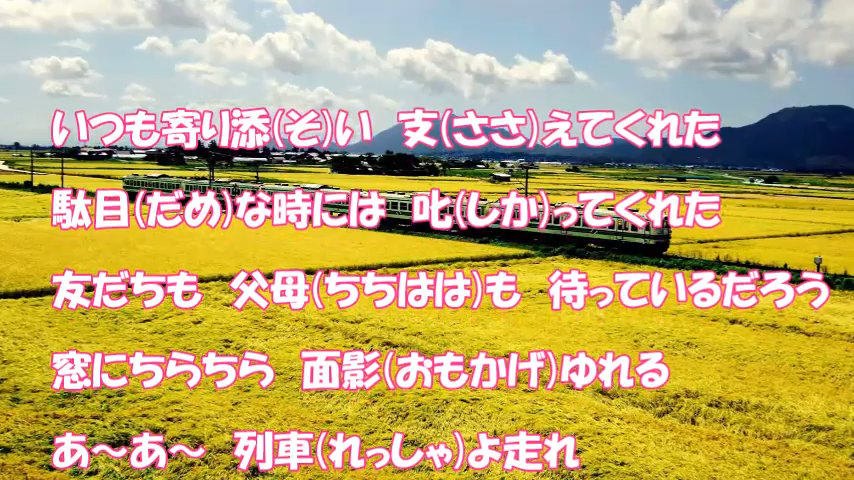 いつも寄り添(そ)い　支(ささ)えてくれた
駄目(だめ)な時には　叱(しか)ってくれた
友だちも　父母(ちちはは)も　待っているだろう
窓にちらちら　面影(おもかげ)ゆれる
あ～あ～　列車(れっしゃ)よ走れ